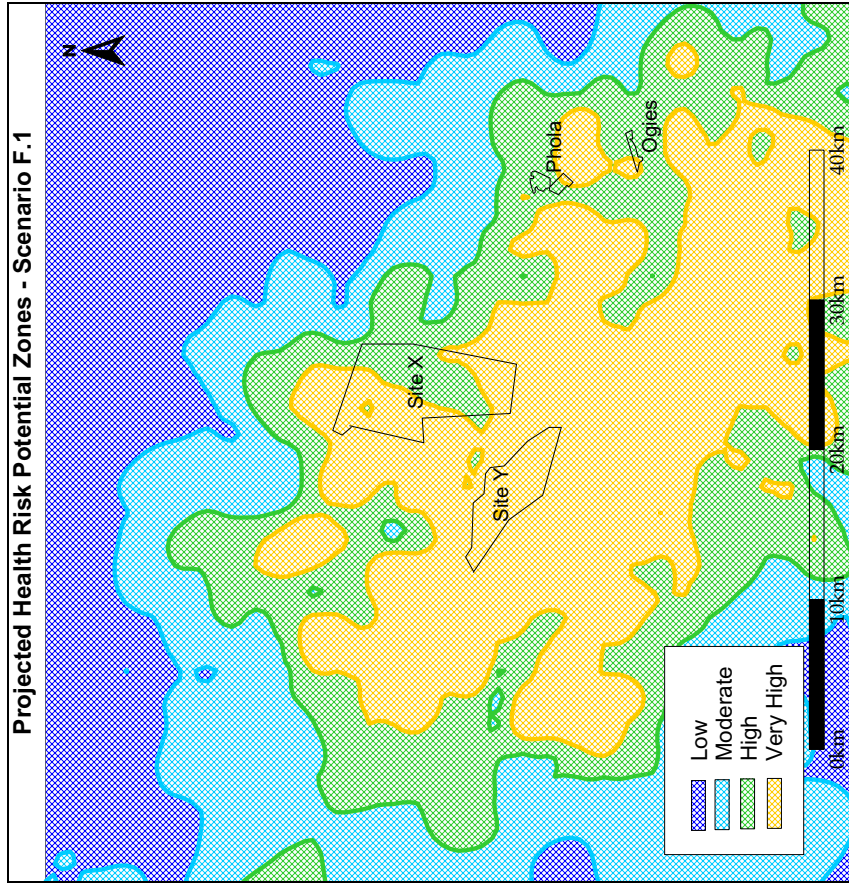 Projected Health Risk Potential Zones - Scenario F.1
N
Phola
Ogies
Site X
Site Y
Low
Moderate
High
Very High
0km
10km
20km
30km
40km